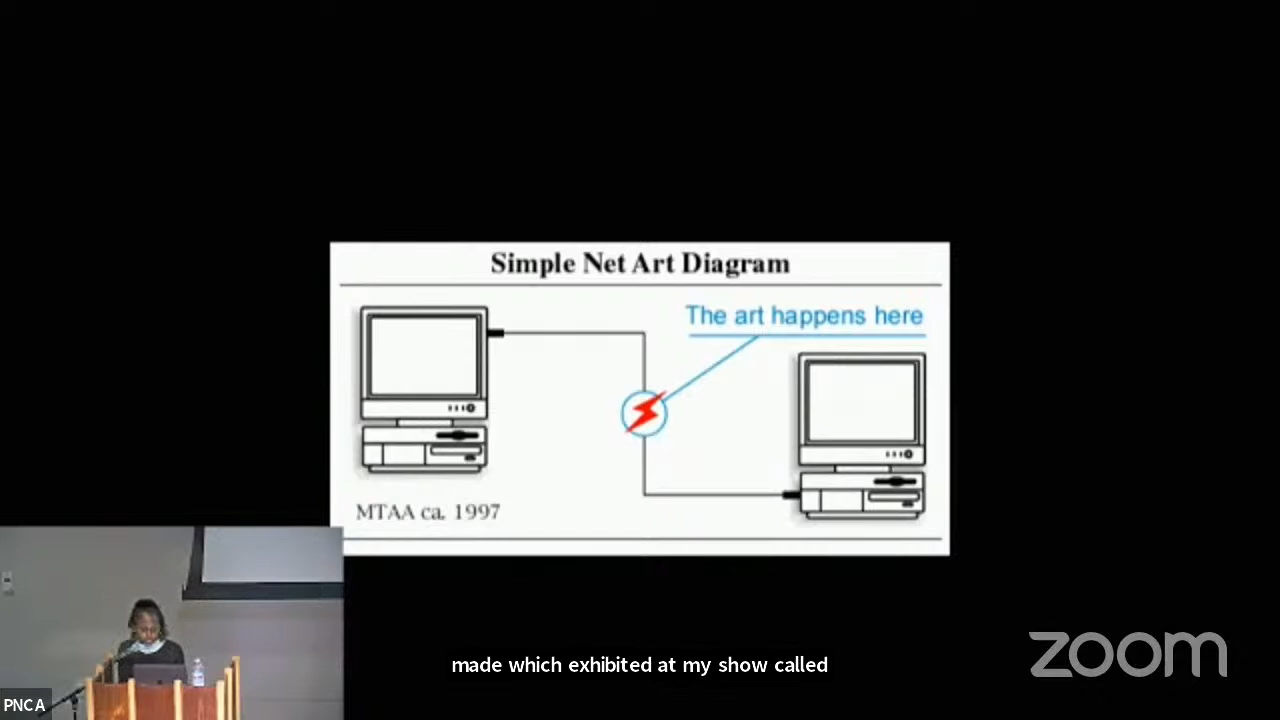 Simple Net Art Diagram
The art happens here
MTAA ca. 1997
made which exhibited at my show called
zoom
PNCA